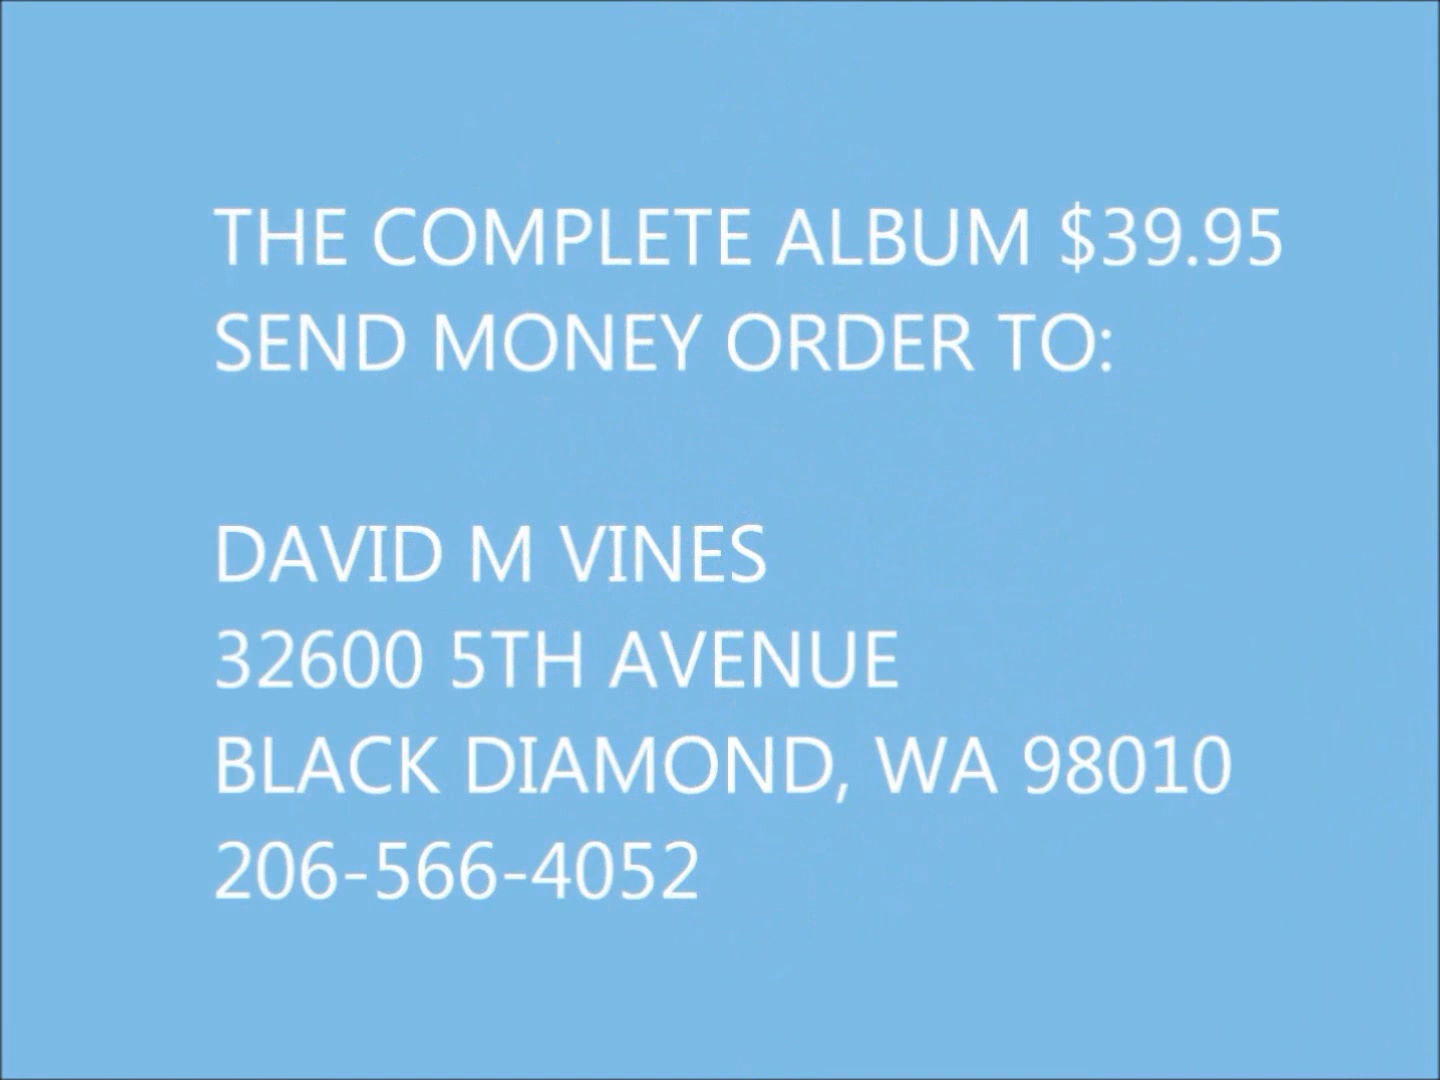 THE COMPLETE ALBUM $39.95
SEND MONEY ORDER TO:
DAVID M VINES
32600 5TH AVENUE
BLACK DIAMOND, WA 98010
206-566-4052